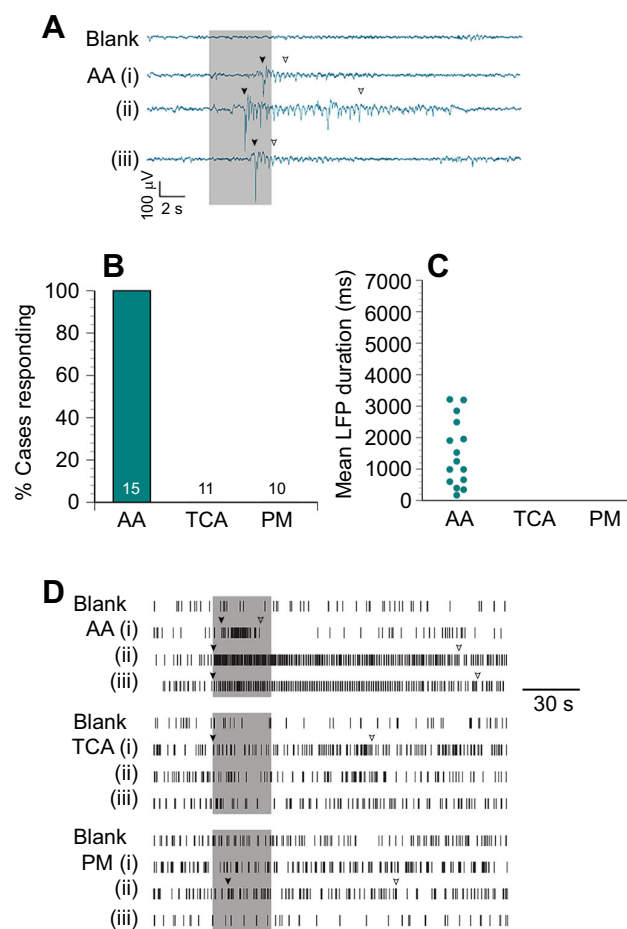 A
Blank
AA (i)
(ii)
(iii)
100 μV
2 s
B
% Cases responding
100
80
60
40
20
0
15
11
10
AA
TCA
PM
C
Mean LFP duration (ms)
7000
6000
5000
4000
3000
2000
1000
0
AA
TCA
PM
D
Blank
AA (i)
(ii)
(iii)
30 s
Blank
TCA (i)
(ii)
(iii)
Blank
PM (i)
(ii)
(iii)